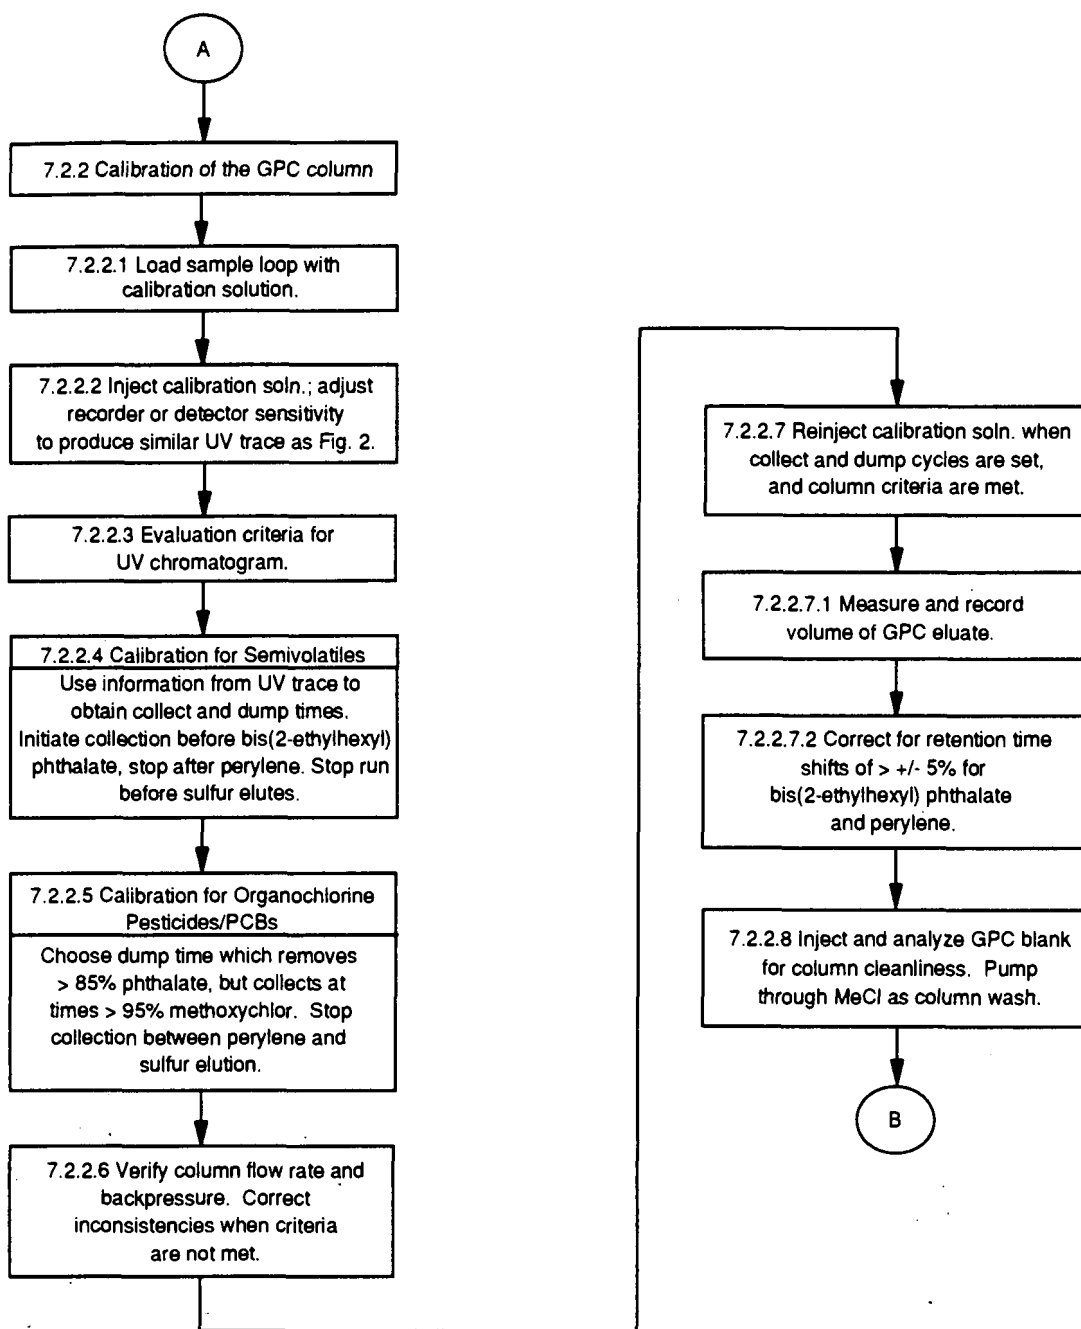 A
7.2.2 Calibration of the GPC column
7.2.2.1 Load sample loop with
calibration solution.
7.2.2.2 Inject calibration soln.; adjust
recorder or detector sensitivity
to produce similar UV trace as Fig. 2.
7.2.2.3 Evaluation criteria for
UV chromatogram.
7.2.2.4 Calibration for Semivolatiles
Use information from UV trace to
obtain collect and dump times.
Initiate collection before bis(2-ethylhexyl)
phthalate, stop after perylene. Stop run
before sulfur elutes.
7.2.2.5 Calibration for Organochlorine
Pesticides/PCBs
Choose dump time which removes
> 85% phthalate, but collects at
times > 95% methoxychlor. Stop
collection between perylene and
sulfur elution.
7.2.2.6 Verify column flow rate and
backpressure. Correct
inconsistencies when criteria
are not met.
7.2.2.7 Reinject calibration soln. when
collect and dump cycles are set,
and column criteria are met.
7.2.2.7.1 Measure and record
volume of GPC eluate.
7.2.2.7.2 Correct for retention time
shifts of > +/- 5% for
bis(2-ethylhexyl) phthalate
and perylene.
7.2.2.8 Inject and analyze GPC blank
for column cleanliness. Pump
through MeCl as column wash.
B